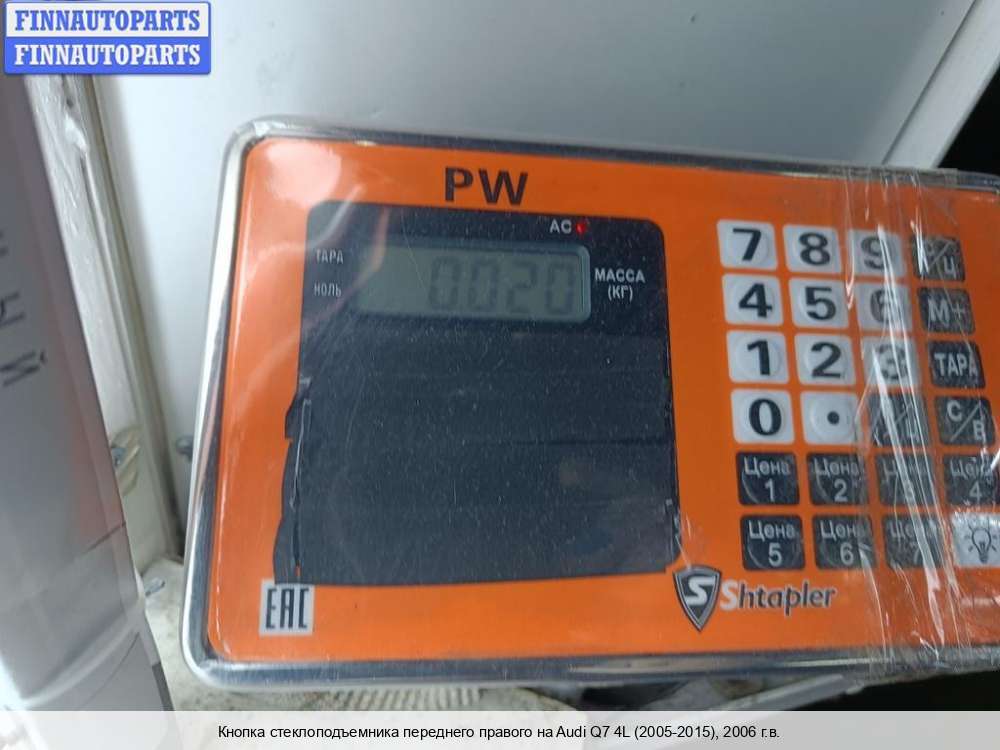 FINNAUTOPARTS
FINNAUTOPARTS
PW
AC
ТАРА
НОЛЬ
0020
МАССА
(КГ)
7 8 9
4 5 6 М+
1 2 3 ТАРА
0 . С/В
Цена 1 Цена 2 Цена 4
Цена 5 Цена 6
EAC
S Shtapler
Кнопка стеклоподъемника переднего правого на Audi Q7 4L (2005-2015), 2006 г.в.